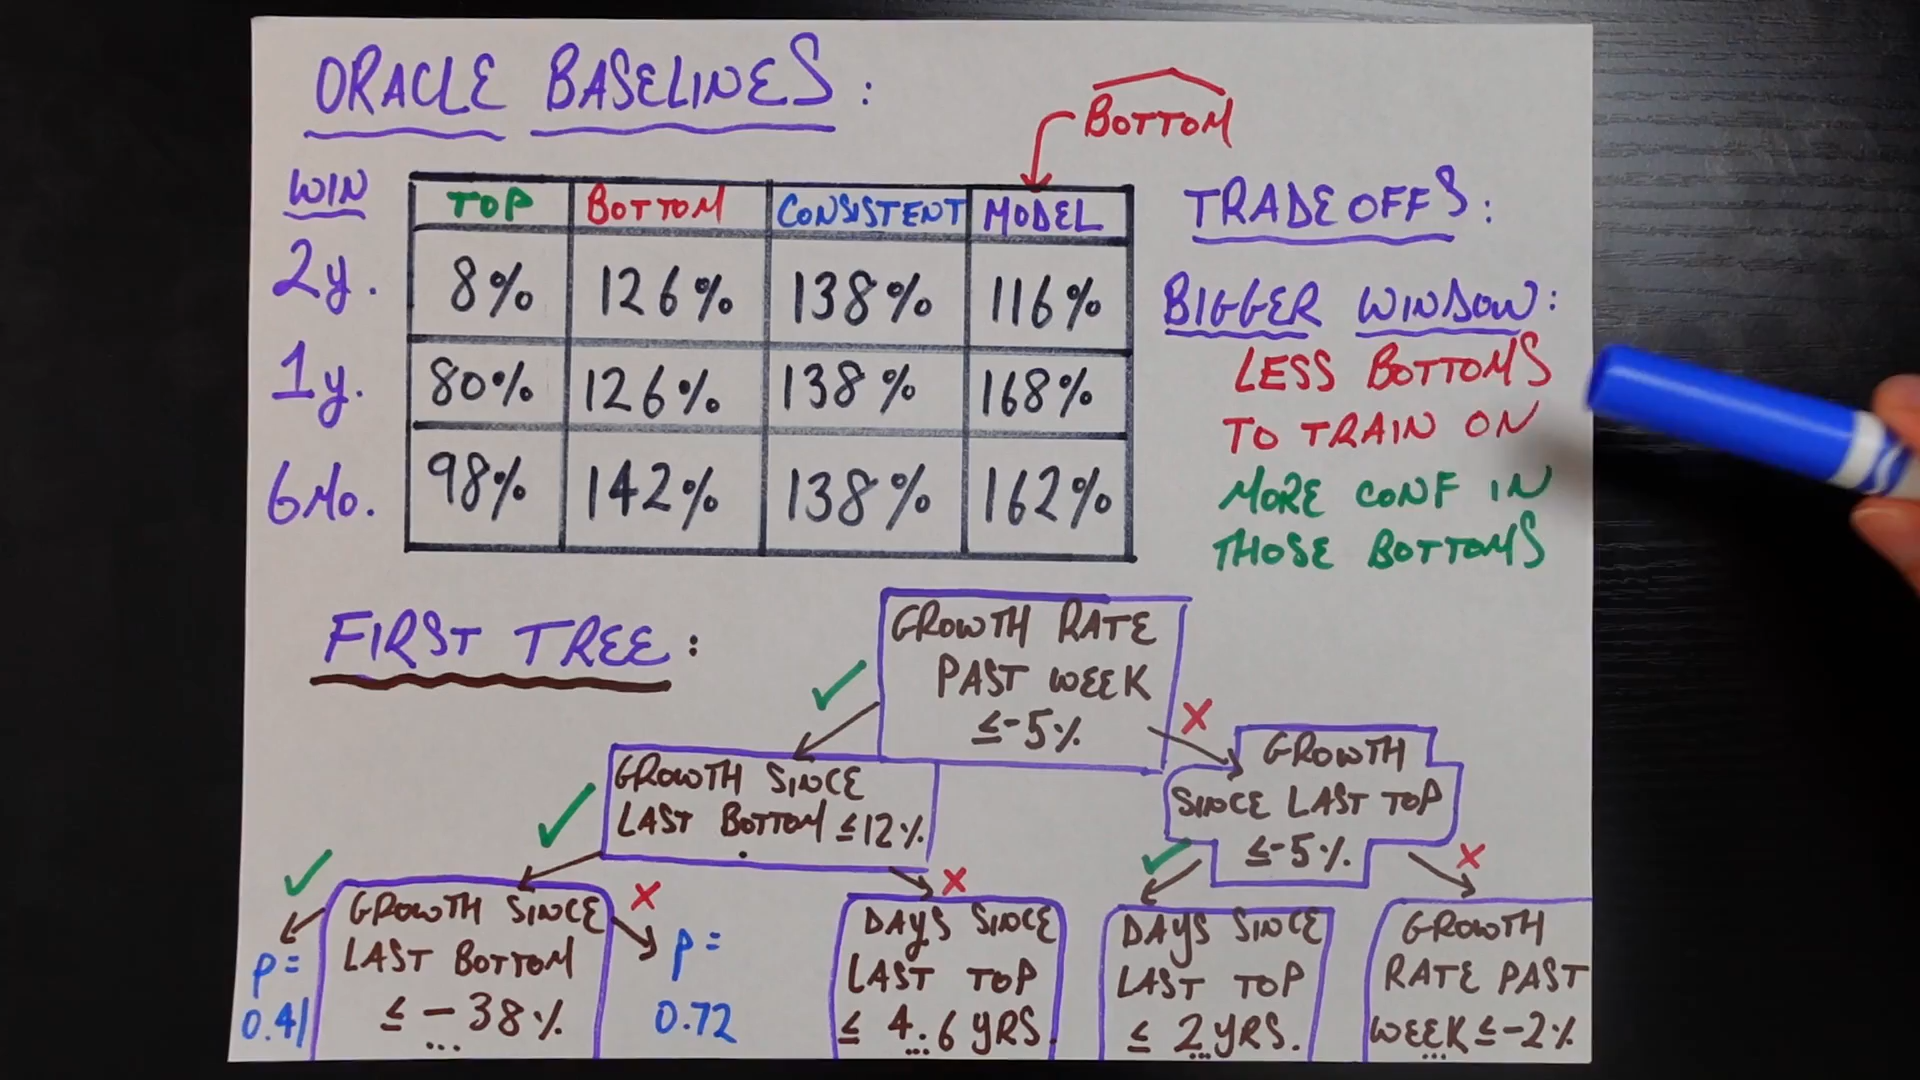 ORACLE BASELINES:
BOTTOM
WIN
TOP BOTTOM CONSISTENT MODEL
2y. 8% 126% 138% 116%
1y. 80% 126% 138% 168%
6Mo. 98% 142% 138% 162%
TRADEOFFS:
BIGGER WINDOW:
LESS BOTTOMS
TO TRAIN ON
MORE CONF IN
THOSE BOTTOMS
FIRST TREE:
GROWTH RATE
PAST WEEK
≤-5%
GROWTH SINCE
LAST BOTTOM ≤12%
GROWTH
SINCE LAST TOP
≤-5%
p=
0.41
GROWTH SINCE
LAST BOTTOM
≤ -38%
...
p=
0.72
DAYS SINCE
LAST TOP
≤ 4.6 YRS.
...
DAYS SINCE
LAST TOP
≤ 2 YRS.
...
GROWTH
RATE PAST
WEEK ≤-2%
...